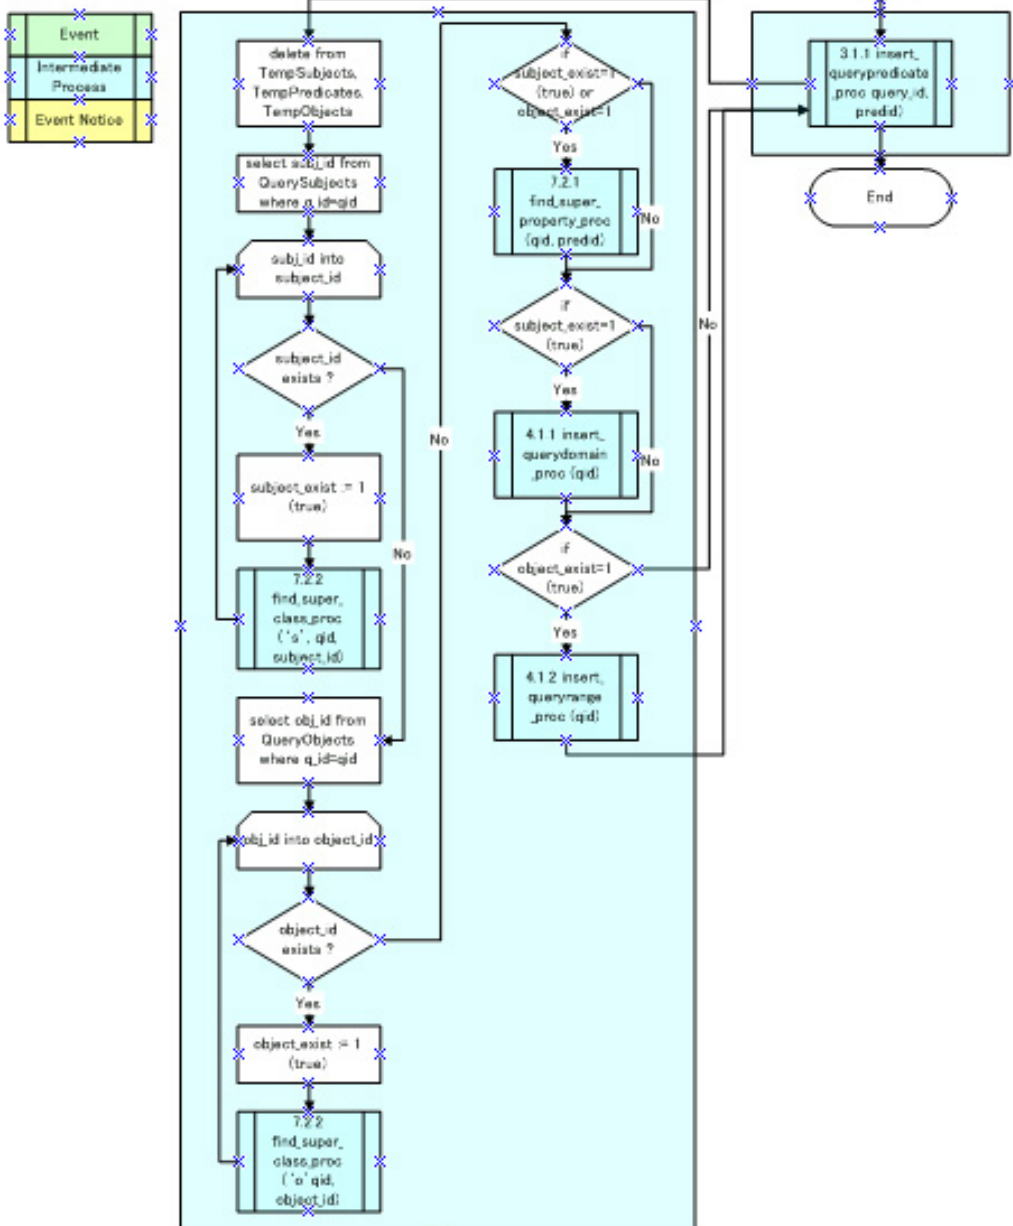 Event
Intermediate
Process
Event Notice
delete from
TempSubjects,
TempPredicates,
TempObjects
select subj_id from
QuerySubjects
where q_id=qid
subj_id into
subject_id
subject_id
exists ?
Yes
No
subject_exist := 1
(true)
7.2.2
find_super_
class_proc
('s', qid,
subject_id)
select obj_id from
QueryObjects
where q_id=qid
obj_id into object_id
object_id
exists ?
Yes
No
object_exist := 1
(true)
7.2.2
find_super_
class_proc
('o' qid,
object_id)
if
subject_exist=1
(true) or
object_exist=1
Yes
No
7.2.1
find_super_
property_proc
(qid, predid)
if
subject_exist=1
(true)
Yes
No
4.1.1 insert_
querydomain
_proc (qid)
if
object_exist=1
(true)
Yes
No
4.1.2 insert_
queryrange
_proc (qid)
3.1.1 insert_
querypredicate
_proc query_id,
predid)
End